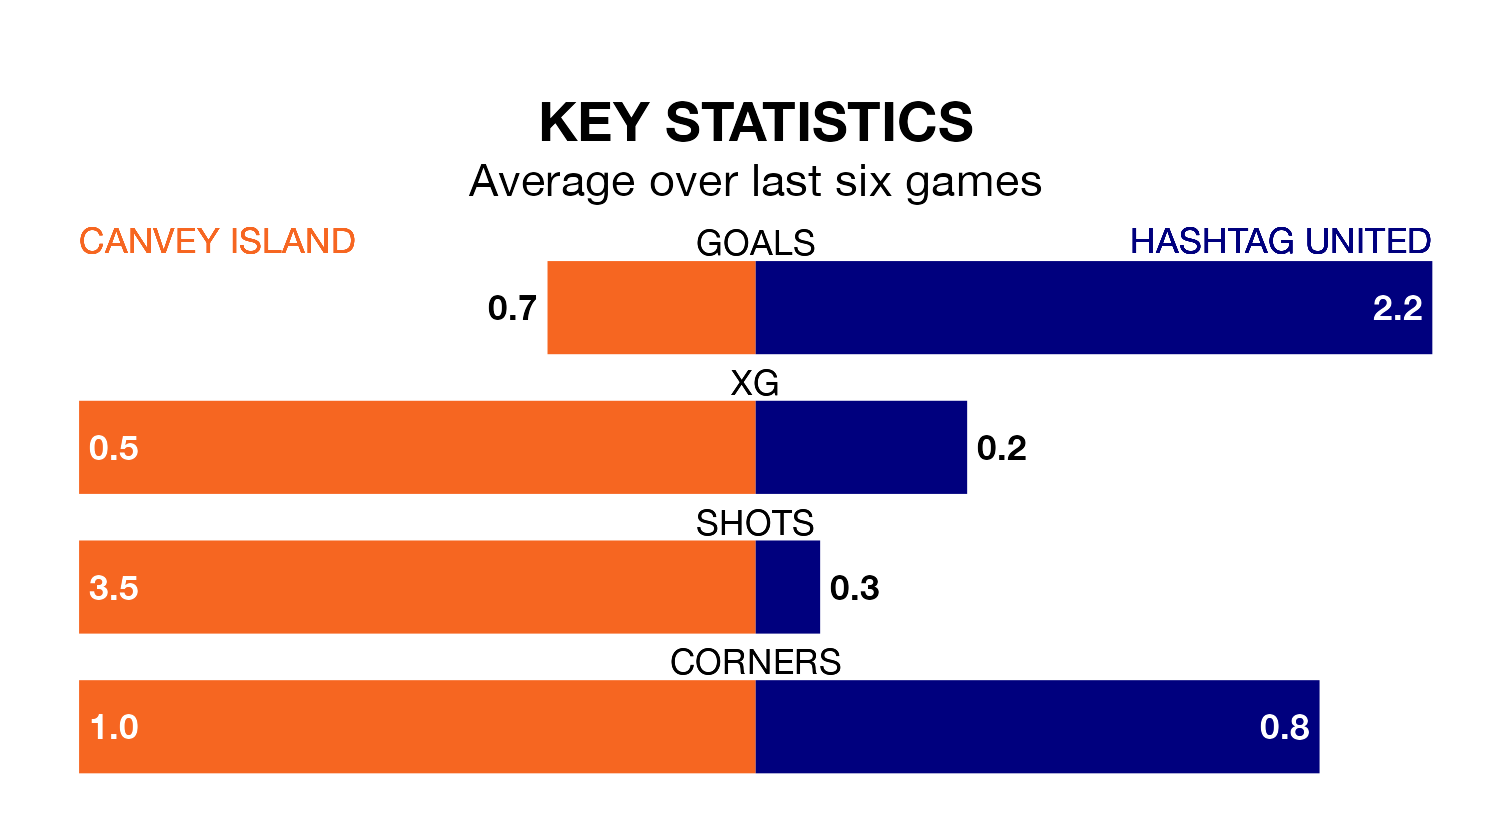 KEY STATISTICS
Average over last six games
CANVEY ISLAND
GOALS
HASHTAG UNITED
0.7
2.2
XG
0.5
0.2
SHOTS
3.5
0.3
CORNERS
1.0
0.8